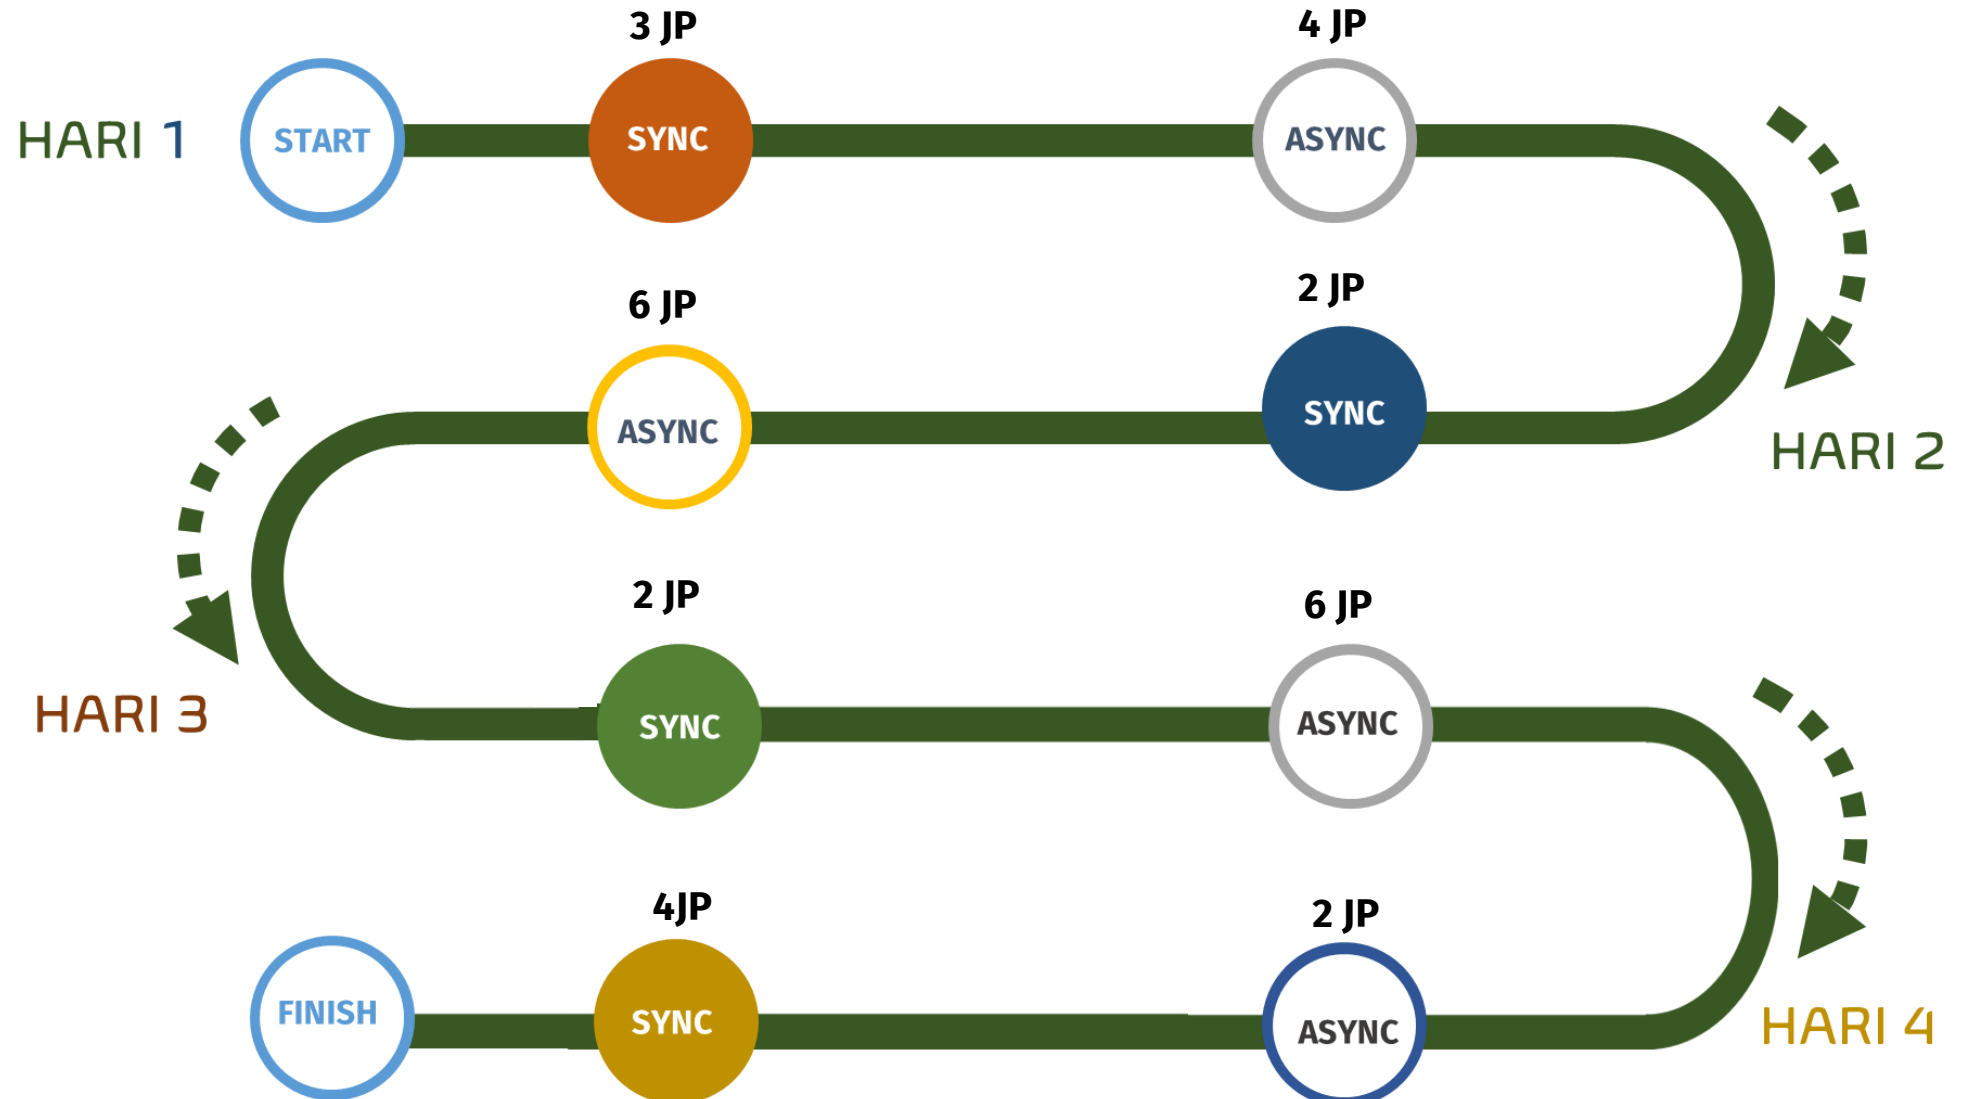 3 JP
4 JP
HARI 1
START
SYNC
ASYNC
6 JP
2 JP
ASYNC
SYNC
HARI 2
2 JP
6 JP
HARI 3
SYNC
ASYNC
4JP
2 JP
FINISH
SYNC
ASYNC
HARI 4